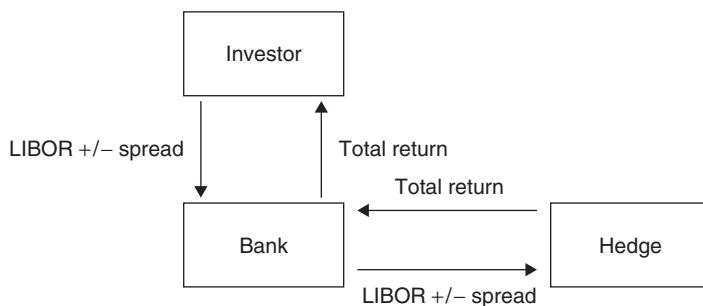 Investor
LIBOR +/– spread
Total return
Total return
Bank
Hedge
LIBOR +/– spread